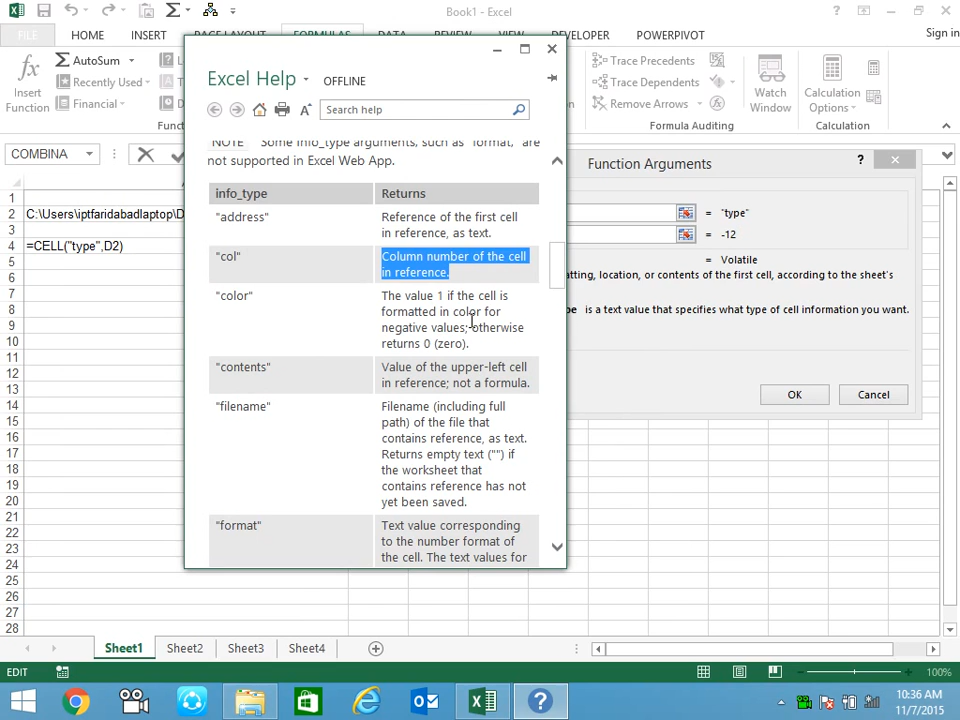 Book1 - Excel
Sign in
FILE HOME INSERT PAGE LAYOUT FORMULAS DATA REVIEW VIEW DEVELOPER POWERPIVOT
fx Insert Function
AutoSum
Recently Used
Financial
Trace Precedents
Trace Dependents
Remove Arrows
Watch Window
Calculation Options
Formula Auditing
Calculation
COMBINA
1
2 C:\Users\iptfaridabadlaptop\D
3
4 =CELL("type",D2)
5
6
7
8
9
10
11
12
13
14
15
16
17
18
19
20
21
22
23
24
25
26
27
28
Excel Help OFFLINE
Search help
NOTE Some info_type arguments, such as "format," are
not supported in Excel Web App.
info_type Returns
"address" Reference of the first cell
in reference, as text.
"col" Column number of the cell
in reference.
"color" The value 1 if the cell is
formatted in color for
negative values; otherwise
returns 0 (zero).
"contents" Value of the upper-left cell
in reference; not a formula.
"filename" Filename (including full
path) of the file that
contains reference, as text.
Returns empty text ("") if
the worksheet that
contains reference has not
yet been saved.
"format" Text value corresponding
to the number format of
the cell. The text values for
Function Arguments
? ×
= "type"
= -12
= Volatile
atting, location, or contents of the first cell, according to the sheet's
pe is a text value that specifies what type of cell information you want.
OK Cancel
Sheet1 Sheet2 Sheet3 Sheet4
EDIT
100%
10:36 AM
11/7/2015